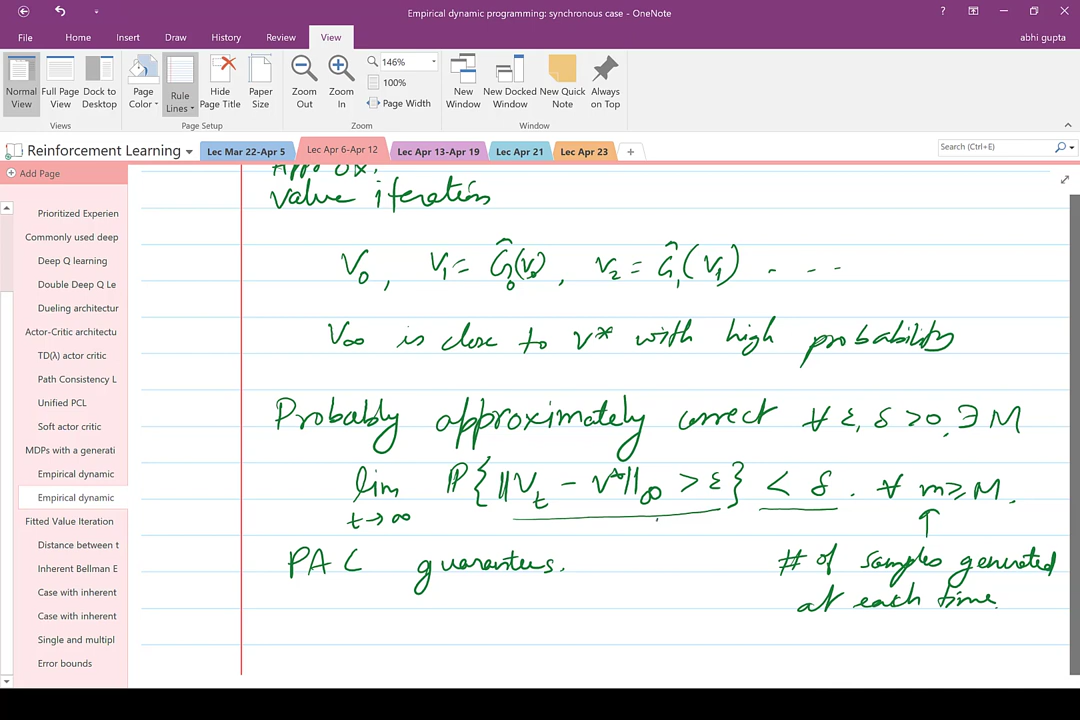 Empirical dynamic programming: synchronous case - OneNote
File Home Insert Draw History Review View abhi gupta
Normal View
Full Page View
Dock to Desktop
Page Color
Rule Lines
Hide Page Title
Paper Size
Zoom Out
Zoom In
146%
100%
Page Width
New Window
New Docked Window
New Quick Note
Always on Top
Views Page Setup Zoom Window
Reinforcement Learning Lec Mar 22-Apr 5 Lec Apr 6-Apr 12 Lec Apr 13-Apr 19 Lec Apr 21 Lec Apr 23 + Search (Ctrl+E)
Add Page
Prioritized Experien
Commonly used deep
Deep Q learning
Double Deep Q Le
Dueling architectur
Actor-Critic architectu
TD(λ) actor critic
Path Consistency L
Unified PCL
Soft actor critic
MDPs with a generati
Empirical dynamic
Empirical dynamic
Fitted Value Iteration
Distance between t
Inherent Bellman E
Case with inherent
Case with inherent
Single and multipl
Error bounds
Approx.
value iteration
V₀, V₁ = Ĝ₀(V₀), V₂ = Ĝ₁(V₁) . . . .
V∞ is close to V* with high probability
Probably approximately correct ∀ ε, δ > 0, ∃ M
lim t→∞ ℙ{||Vt − V*||∞ > ε} < δ. ∀ m ≥ M.
PAC guarantees.
# of samples generated
at each time.